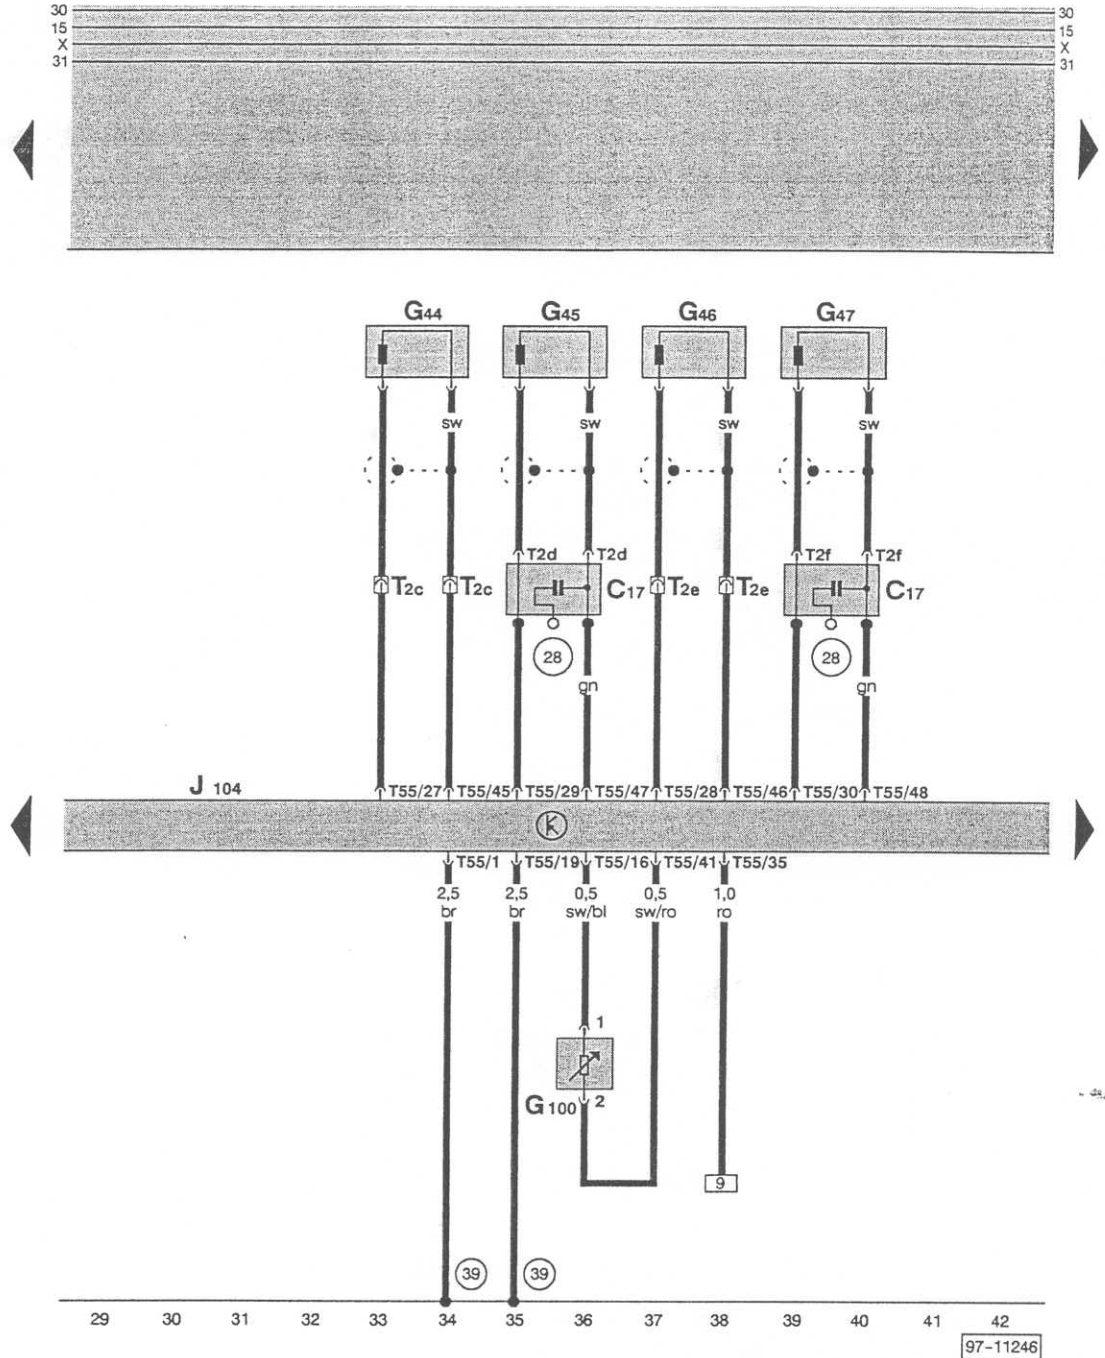 30 30
15 15
X X
31 31
G44 G45 G46 G47
sw sw sw sw
T2d T2d T2f T2f
T2c T2c C17 T2e T2e C17
28 28
gn gn
J 104 T55/27 T55/45 T55/29 T55/47 T55/28 T55/46 T55/30 T55/48
K
T55/1 T55/19 T55/16 T55/41 T55/35
2,5 2,5 0,5 0,5 1,0
br br sw/bl sw/ro ro
1
G100 2
9
39 39
29 30 31 32 33 34 35 36 37 38 39 40 41 42
97-11246